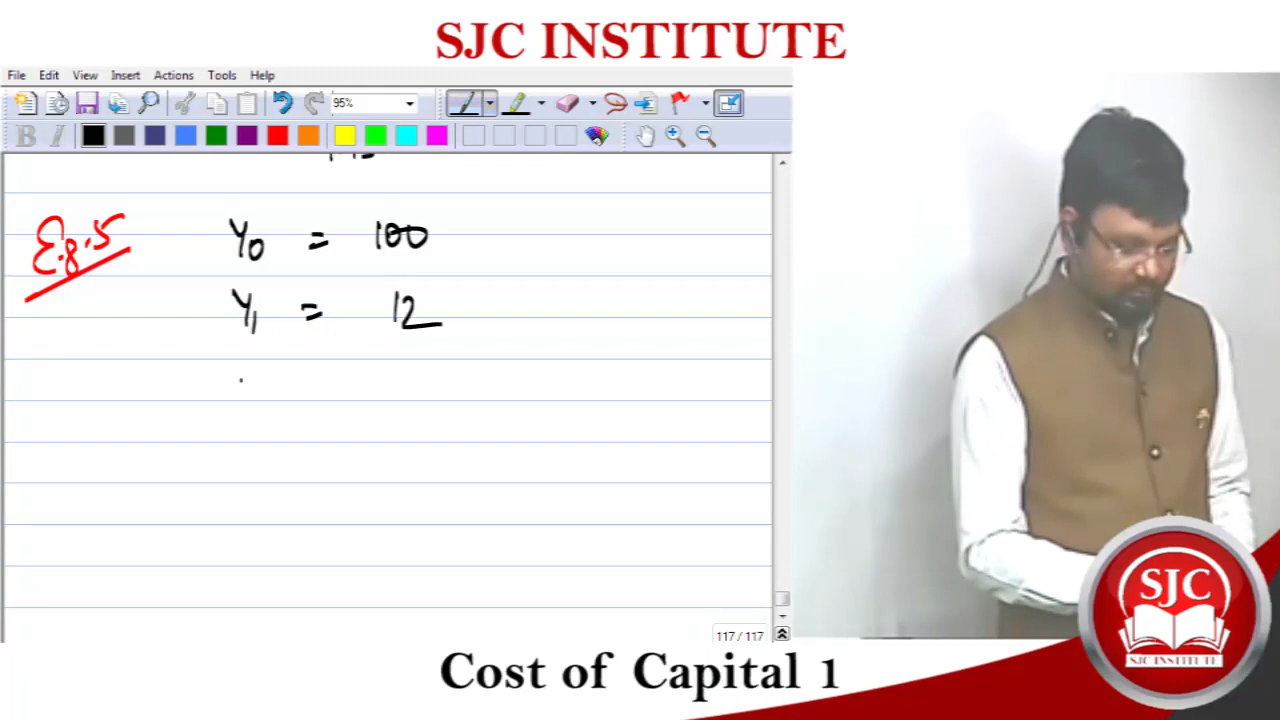 SJC INSTITUTE
File Edit View Insert Actions Tools Help
95%
B I
E.g.5
Y0 = 100
Y1 = 12
117 / 117
SJC
SJC INSTITUTE
Cost of Capital 1